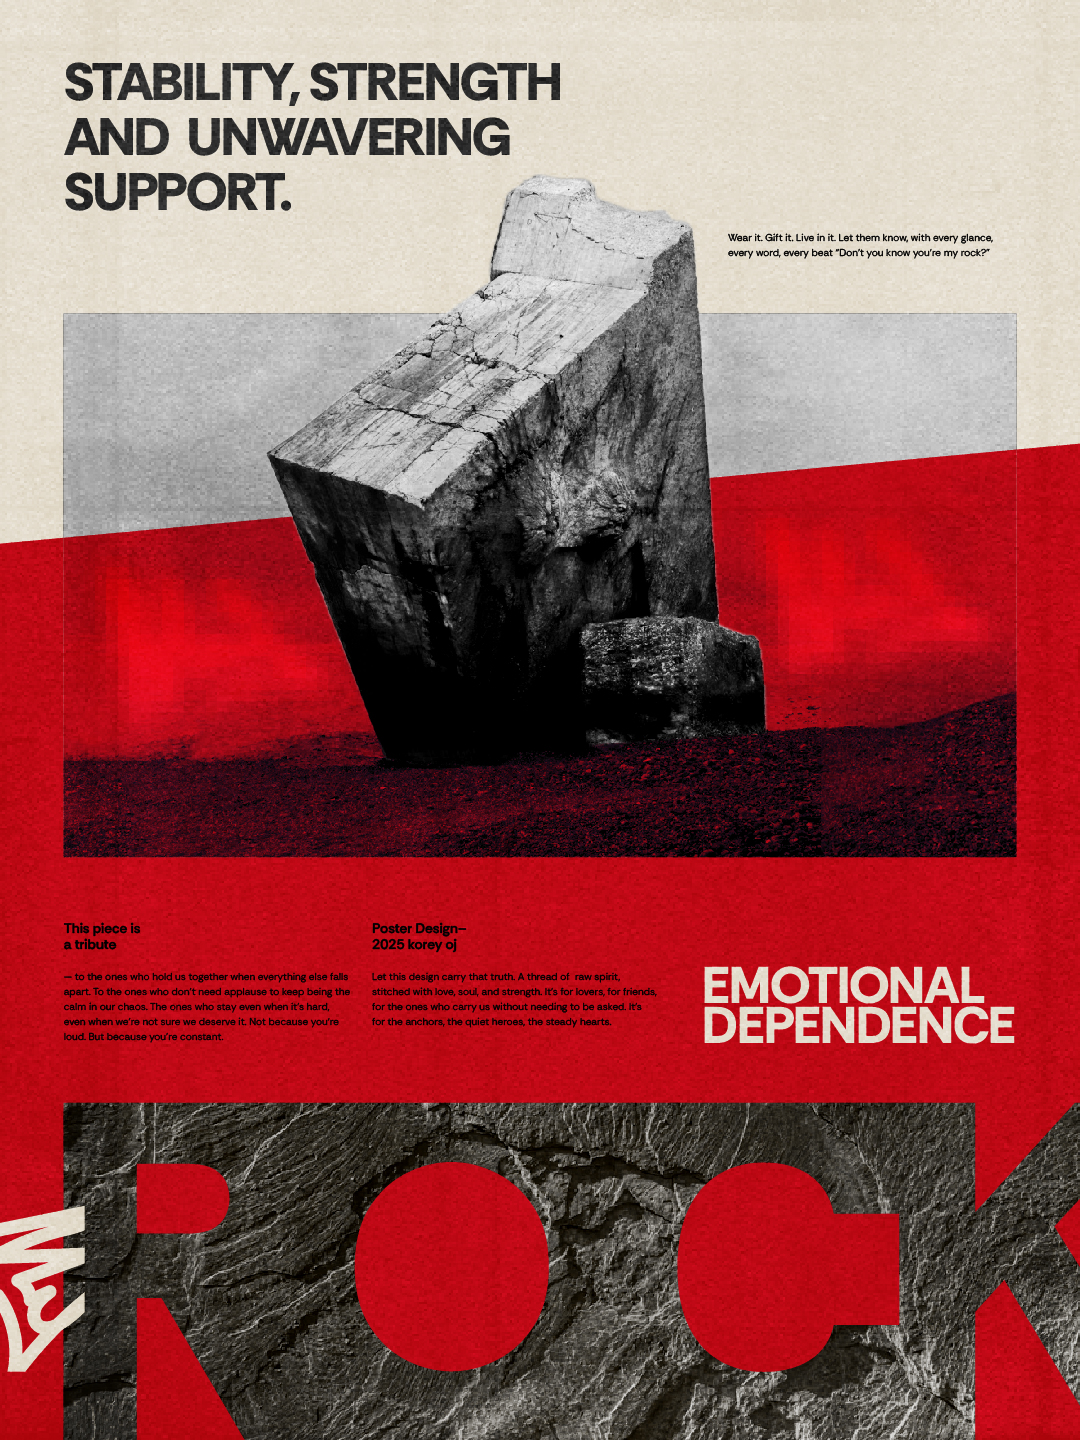 STABILITY, STRENGTH
AND UNWAVERING
SUPPORT.
Wear it. Gift it. Live in it. Let them know, with every glance,
every word, every beat "Don't you know you're my rock?"
This piece is
a tribute
— to the ones who hold us together when everything else falls
apart. To the ones who don't need applause to keep being the
calm in our chaos. The ones who stay even when it's hard,
even when we're not sure we deserve it. Not because you're
loud. But because you're constant.
Poster Design–
2025 korey oj
Let this design carry that truth. A thread of raw spirit,
stitched with love, soul, and strength. It's for lovers, for friends,
for the ones who carry us without needing to be asked. It's
for the anchors, the quiet heroes, the steady hearts.
EMOTIONAL
DEPENDENCE
ROCK